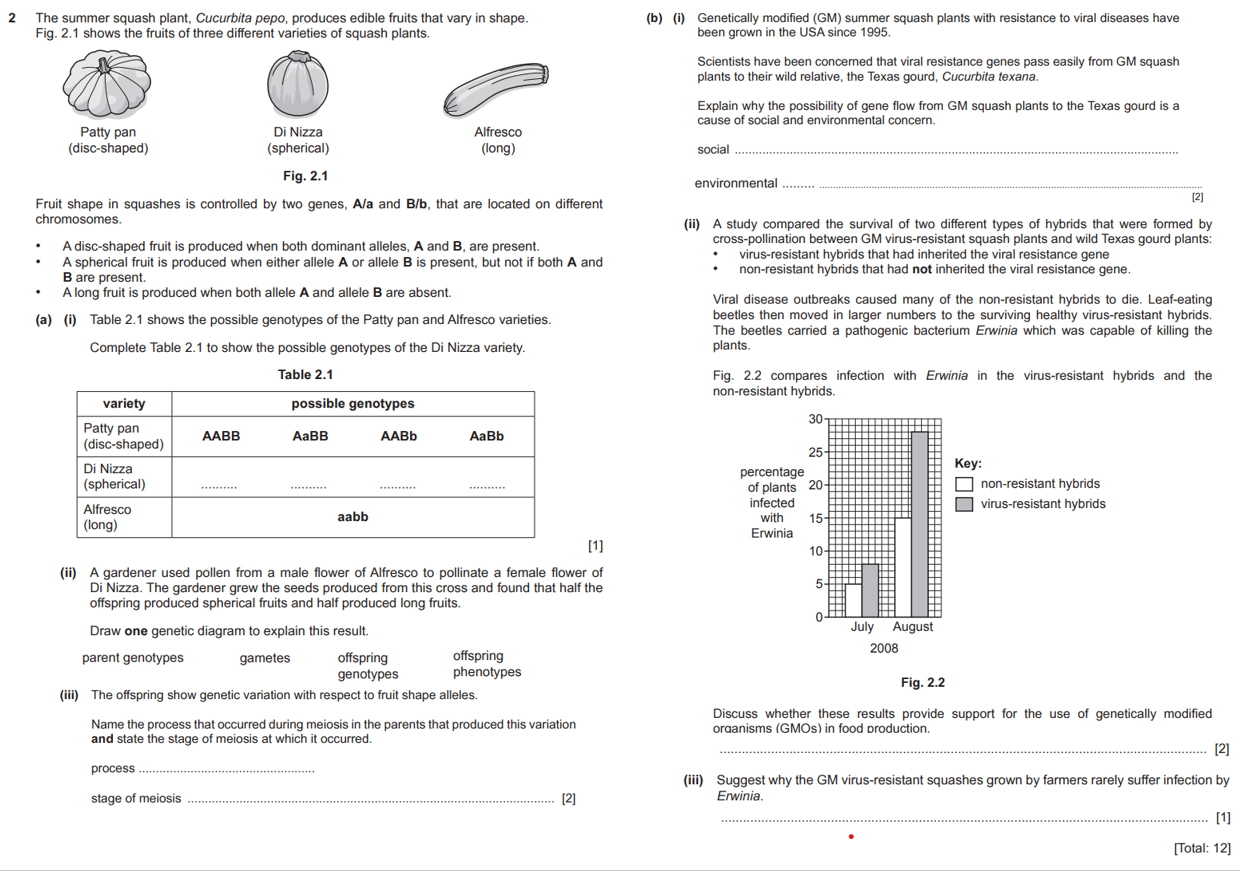 2 The summer squash plant, Cucurbita pepo, produces edible fruits that vary in shape.
Fig. 2.1 shows the fruits of three different varieties of squash plants.
Patty pan
(disc-shaped)
Di Nizza
(spherical)
Alfresco
(long)
Fig. 2.1
Fruit shape in squashes is controlled by two genes, A/a and B/b, that are located on different
chromosomes.
• A disc-shaped fruit is produced when both dominant alleles, A and B, are present.
• A spherical fruit is produced when either allele A or allele B is present, but not if both A and
B are present.
• A long fruit is produced when both allele A and allele B are absent.
(a) (i) Table 2.1 shows the possible genotypes of the Patty pan and Alfresco varieties.
Complete Table 2.1 to show the possible genotypes of the Di Nizza variety.
Table 2.1
variety possible genotypes
Patty pan
(disc-shaped) AABB AaBB AABb AaBb
Di Nizza
(spherical) .......... .......... .......... ..........
Alfresco
(long) aabb
[1]
(ii) A gardener used pollen from a male flower of Alfresco to pollinate a female flower of
Di Nizza. The gardener grew the seeds produced from this cross and found that half the
offspring produced spherical fruits and half produced long fruits.
Draw one genetic diagram to explain this result.
parent genotypes gametes offspring
genotypes
offspring
phenotypes
(iii) The offspring show genetic variation with respect to fruit shape alleles.
Name the process that occurred during meiosis in the parents that produced this variation
and state the stage of meiosis at which it occurred.
process ..................................................
stage of meiosis .......................................................................................................... [2]
(b) (i) Genetically modified (GM) summer squash plants with resistance to viral diseases have
been grown in the USA since 1995.
Scientists have been concerned that viral resistance genes pass easily from GM squash
plants to their wild relative, the Texas gourd, Cucurbita texana.
Explain why the possibility of gene flow from GM squash plants to the Texas gourd is a
cause of social and environmental concern.
social ................................................................................................................................
environmental ......... ................................................................................................................................
[2]
(ii) A study compared the survival of two different types of hybrids that were formed by
cross-pollination between GM virus-resistant squash plants and wild Texas gourd plants:
• virus-resistant hybrids that had inherited the viral resistance gene
• non-resistant hybrids that had not inherited the viral resistance gene.
Viral disease outbreaks caused many of the non-resistant hybrids to die. Leaf-eating
beetles then moved in larger numbers to the surviving healthy virus-resistant hybrids.
The beetles carried a pathogenic bacterium Erwinia which was capable of killing the
plants.
Fig. 2.2 compares infection with Erwinia in the virus-resistant hybrids and the
non-resistant hybrids.
30
25
20
15
10
5
0
percentage
of plants
infected
with
Erwinia
July August
2008
Key:
non-resistant hybrids
virus-resistant hybrids
Fig. 2.2
Discuss whether these results provide support for the use of genetically modified
organisms (GMOs) in food production.
............................................................................................................................................ [2]
(iii) Suggest why the GM virus-resistant squashes grown by farmers rarely suffer infection by
Erwinia.
............................................................................................................................................ [1]
[Total: 12]